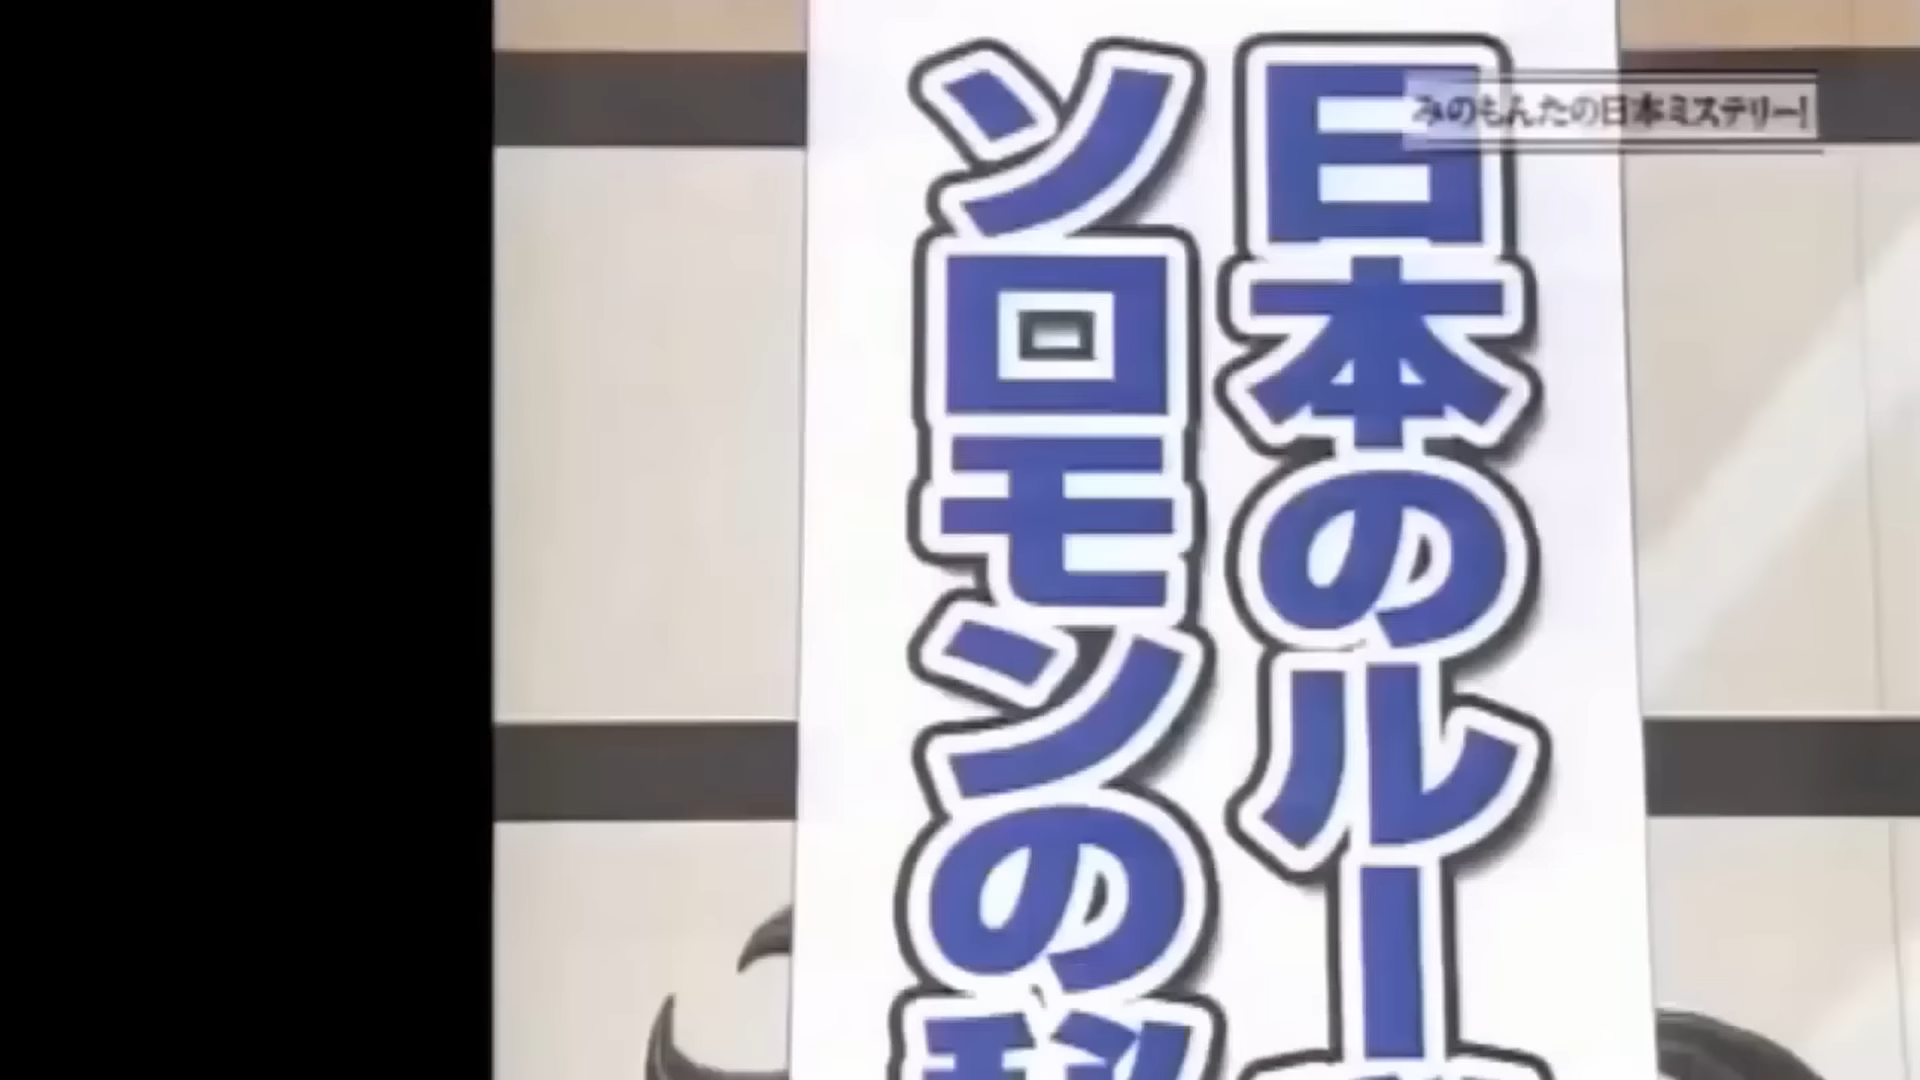 日本のルー
ソロモンの秘
みのもんたの日本ミステリー!